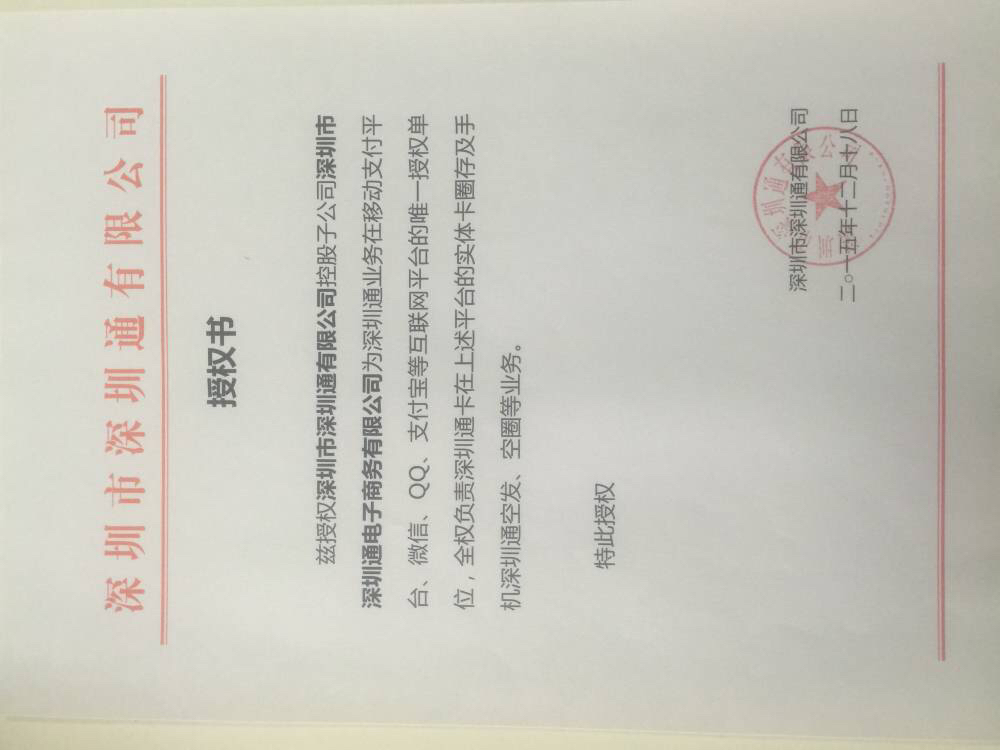 深圳市深圳通有限公司
授权书
兹授权深圳市深圳通有限公司控股子公司深圳市
深圳通电子商务有限公司为深圳通业务在移动支付平
台、微信、QQ、支付宝等互联网平台的唯一授权单
位，全权负责深圳通卡在上述平台的实体卡圈存及手
机深圳通空发、空圈等业务。
特此授权
深圳市深圳通有限公司
二〇一五年十二月十八日